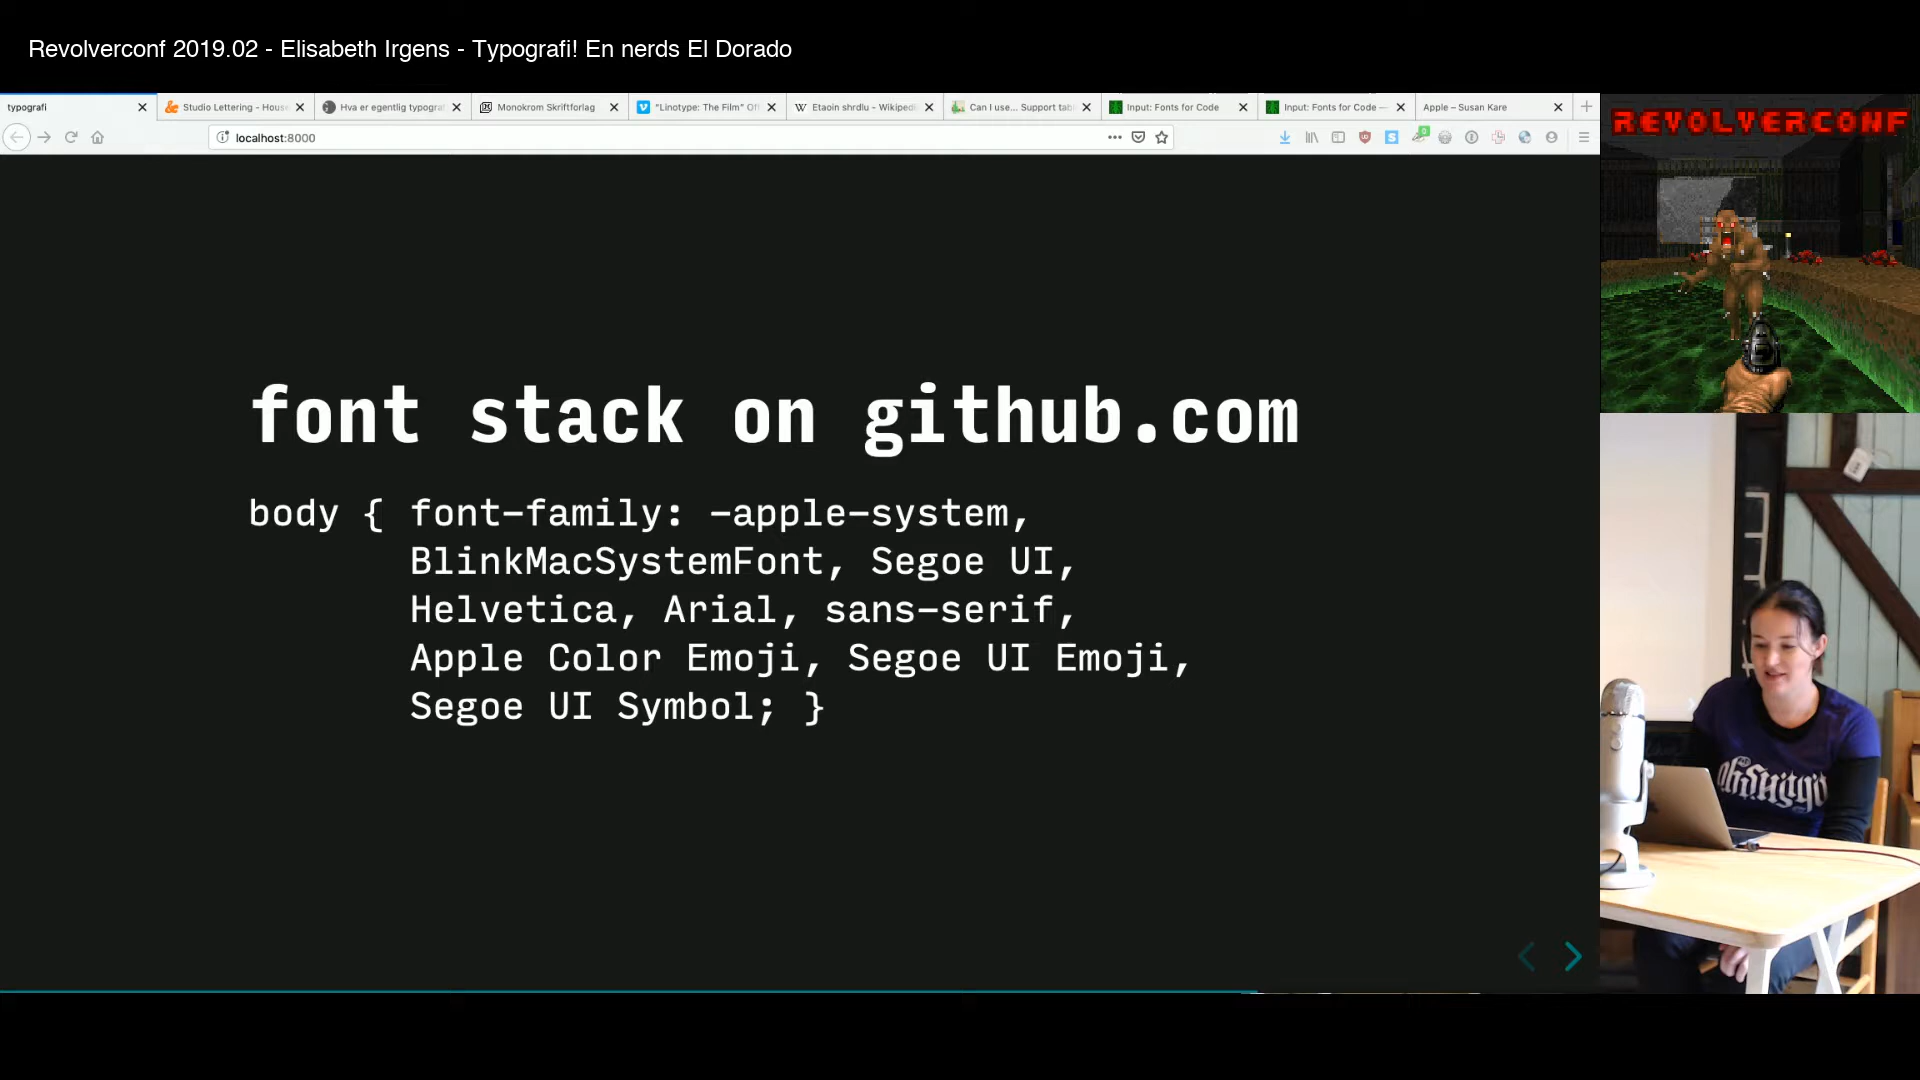 Revolverconf 2019.02 - Elisabeth Irgens - Typografi! En nerds El Dorado
typografi
Studio Lettering - Hous
Hva er egentlig typogra
Monokrom Skriftforlag
"Linotype: The Film" Of
Etaoin shrdlu - Wikiped
Can I use... Support tab
Input: Fonts for Code
Input: Fonts for Code —
Apple – Susan Kare
localhost:8000
REVOLVERCONF
font stack on github.com
body { font-family: -apple-system,
BlinkMacSystemFont, Segoe UI,
Helvetica, Arial, sans-serif,
Apple Color Emoji, Segoe UI Emoji,
Segoe UI Symbol; }